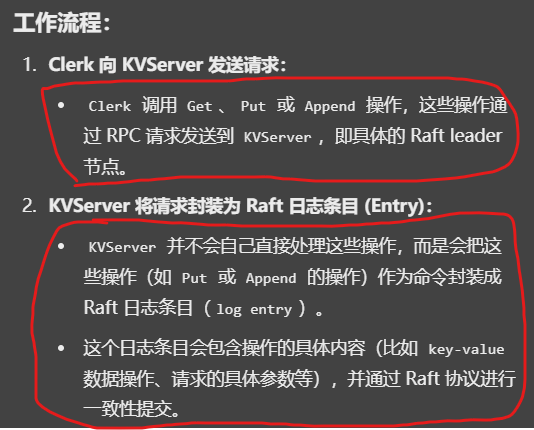 工作流程：
1. Clerk 向 KVServer 发送请求：
• Clerk 调用 Get 、 Put 或 Append 操作，这些操作通
过 RPC 请求发送到 KVServer ，即具体的 Raft leader
节点。
2. KVServer 将请求封装为 Raft 日志条目 (Entry)：
• KVServer 并不会自己直接处理这些操作，而是会把这
些操作（如 Put 或 Append 的操作）作为命令封装成
Raft 日志条目（ log entry ）。
• 这个日志条目会包含操作的具体内容（比如 key-value
数据操作、请求的具体参数等），并通过 Raft 协议进行
一致性提交。